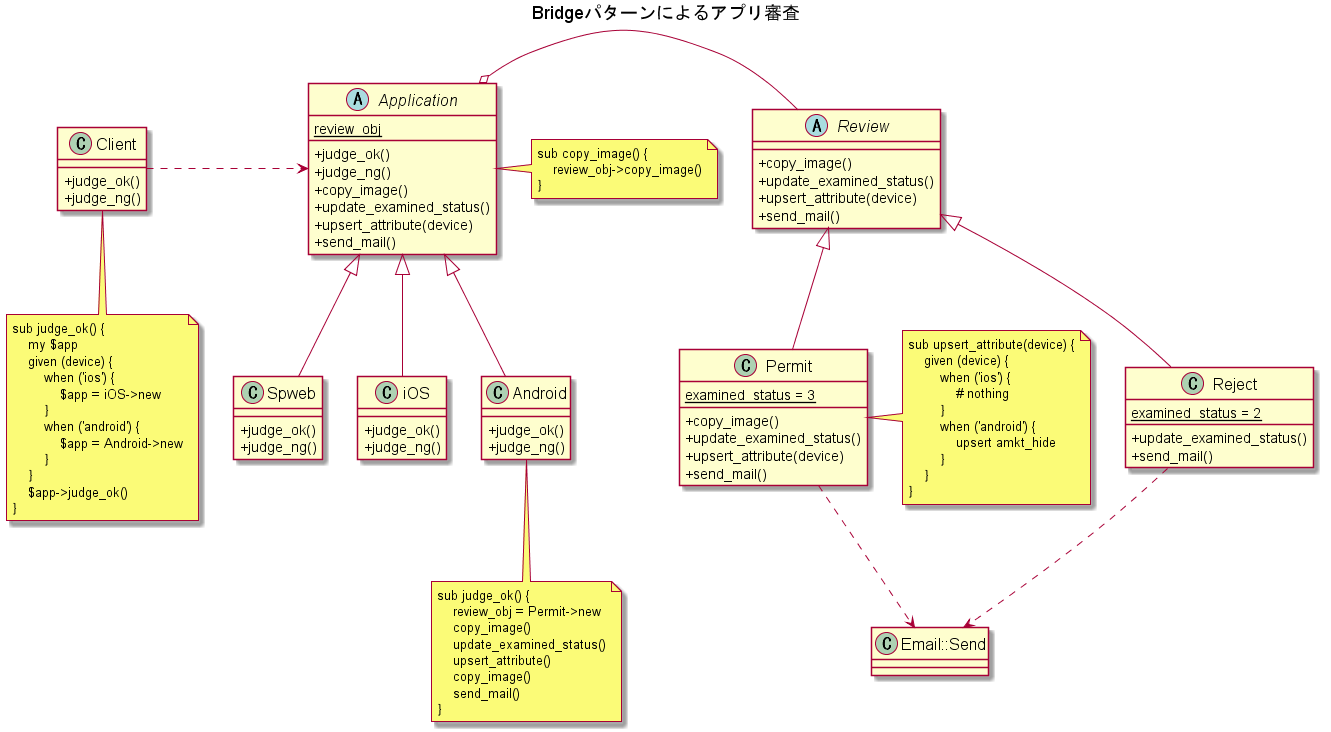 Bridgeパターンによるアプリ審査
A Application
review_obj
+judge_ok()
+judge_ng()
+copy_image()
+update_examined_status()
+upsert_attribute(device)
+send_mail()
A Review
+copy_image()
+update_examined_status()
+upsert_attribute(device)
+send_mail()
C Client
+judge_ok()
+judge_ng()
sub copy_image() {
review_obj->copy_image()
}
sub judge_ok() {
my $app
given (device) {
when ('ios') {
$app = iOS->new
}
when ('android') {
$app = Android->new
}
}
$app->judge_ok()
}
C Spweb
+judge_ok()
+judge_ng()
C iOS
+judge_ok()
+judge_ng()
C Android
+judge_ok()
+judge_ng()
C Permit
examined_status = 3
+copy_image()
+update_examined_status()
+upsert_attribute(device)
+send_mail()
sub upsert_attribute(device) {
given (device) {
when ('ios') {
# nothing
}
when ('android') {
upsert amkt_hide
}
}
}
C Reject
examined_status = 2
+update_examined_status()
+send_mail()
sub judge_ok() {
review_obj = Permit->new
copy_image()
update_examined_status()
upsert_attribute()
copy_image()
send_mail()
}
C Email::Send